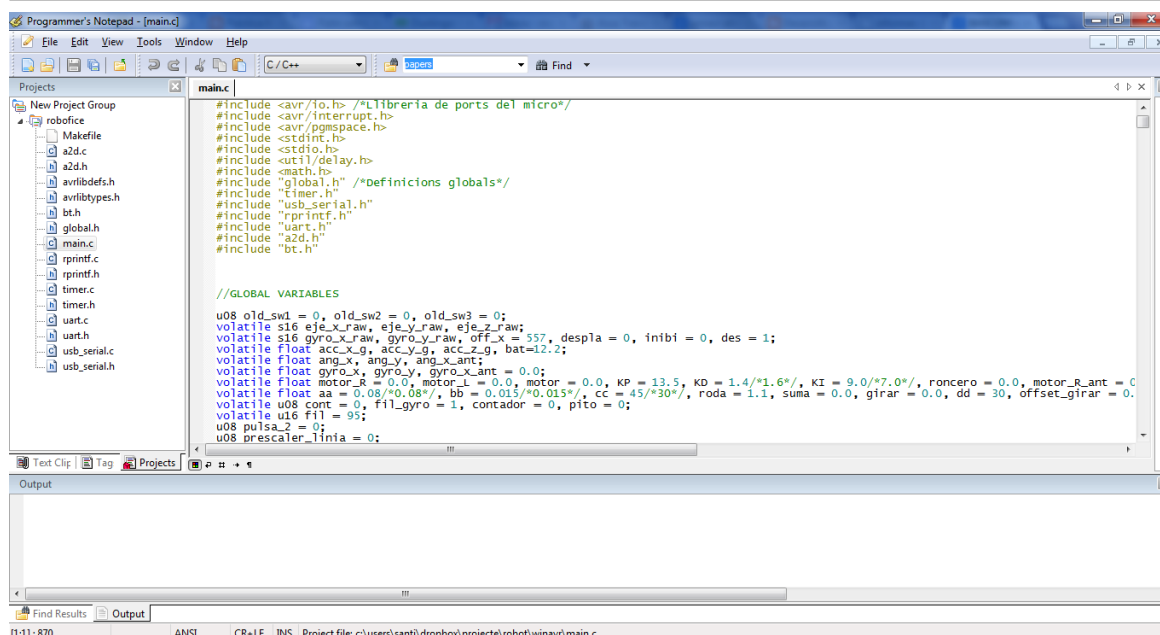 Programmer's Notepad - [main.c]
File Edit View Tools Window Help
C / C++ papers Find
Projects
main.c
New Project Group
robofice
Makefile
a2d.c
a2d.h
avrlibdefs.h
avrlibtypes.h
bt.h
global.h
main.c
rprintf.c
rprintf.h
timer.c
timer.h
uart.c
uart.h
usb_serial.c
usb_serial.h
#include <avr/io.h> /*Llibreria de ports del micro*/
#include <avr/interrupt.h>
#include <avr/pgmspace.h>
#include <stdint.h>
#include <stdio.h>
#include <util/delay.h>
#include <math.h>
#include "global.h" /*Definicions globals*/
#include "timer.h"
#include "usb_serial.h"
#include "rprintf.h"
#include "uart.h"
#include "a2d.h"
#include "bt.h"
//GLOBAL VARIABLES
u08 old_sw1 = 0, old_sw2 = 0, old_sw3 = 0;
volatile s16 eje_x_raw, eje_y_raw, eje_z_raw;
volatile s16 gyro_x_raw, gyro_y_raw, off_x = 557, despla = 0, inibi = 0, des = 1;
volatile float acc_x_g, acc_y_g, acc_z_g, bat=12.2;
volatile float ang_x, ang_y, ang_x_ant;
volatile float gyro_x, gyro_y, gyro_x_ant = 0.0;
volatile float motor_R = 0.0, motor_L = 0.0, motor = 0.0, KP = 13.5, KD = 1.4/*1.6*/, KI = 9.0/*7.0*/, roncero = 0.0, motor_R_ant = 0
volatile float aa = 0.08/*0.08*/, bb = 0.015/*0.015*/, cc = 45/*30*/, roda = 1.1, suma = 0.0, girar = 0.0, dd = 30, offset_girar = 0.
volatile u08 cont = 0, fil_gyro = 1, contador = 0, pito = 0;
volatile u16 fil = 95;
u08 pulsa_2 = 0;
u08 prescaler_linia = 0;
Text Clip Tag Projects
Output
Find Results Output
[1:1] : 870 ANSI CR+LF INS Project file: c:\users\santi\dropbox\projecte\robot\winavr\main.c